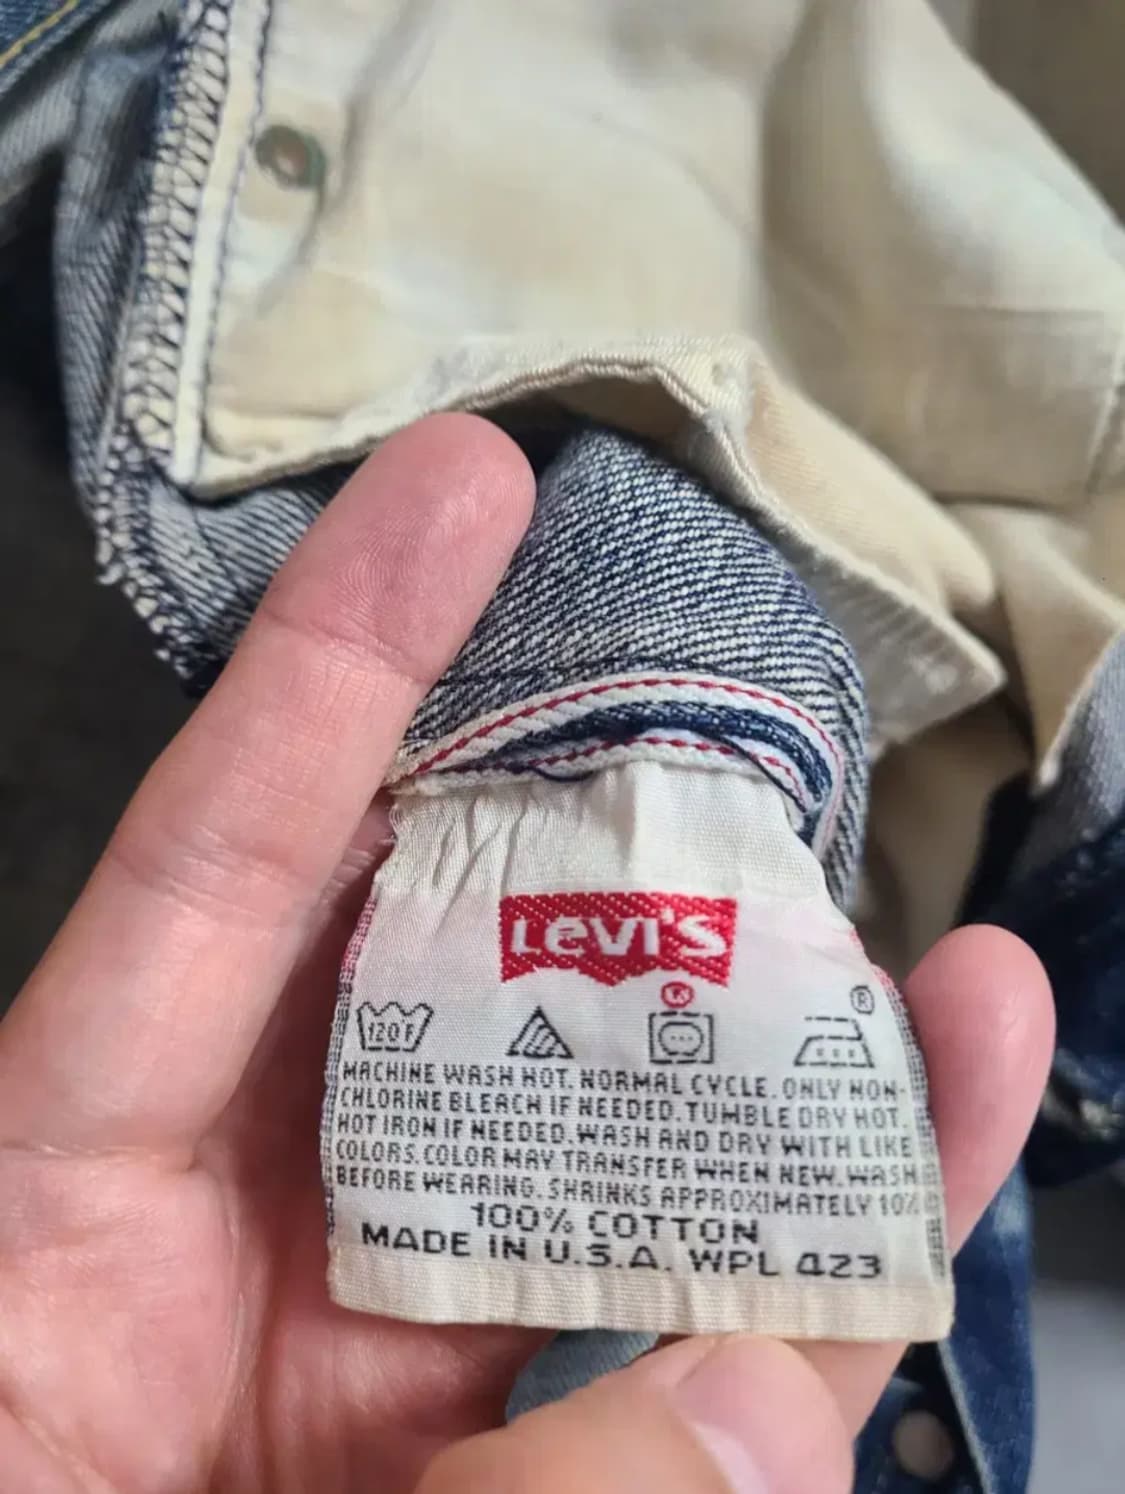 LEVI'S
®
®
120°F
MACHINE WASH HOT. NORMAL CYCLE. ONLY NON-
CHLORINE BLEACH IF NEEDED. TUMBLE DRY HOT.
HOT IRON IF NEEDED. WASH AND DRY WITH LIKE
COLORS. COLOR MAY TRANSFER WHEN NEW. WASH
BEFORE WEARING. SHRINKS APPROXIMATELY 10%
100% COTTON
MADE IN U.S.A. WPL 423